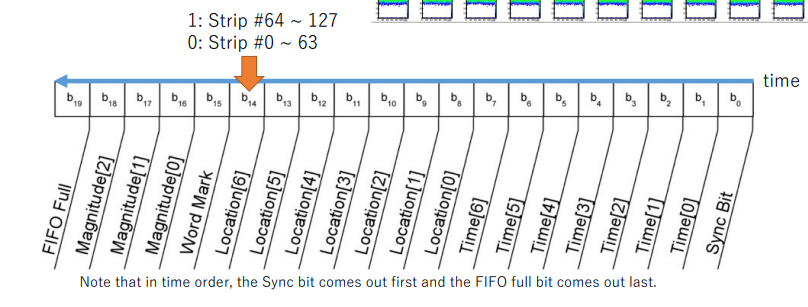 1: Strip #64 ~ 127
0: Strip #0 ~ 63
time
b19 b18 b17 b16 b15 b14 b13 b12 b11 b10 b9 b8 b7 b6 b5 b4 b3 b2 b1 b0
FIFO Full
Magnitude[2]
Magnitude[1]
Magnitude[0]
Word Mark
Location[6]
Location[5]
Location[4]
Location[3]
Location[2]
Location[1]
Location[0]
Time[6]
Time[5]
Time[4]
Time[3]
Time[2]
Time[1]
Time[0]
Sync Bit
Note that in time order, the Sync bit comes out first and the FIFO full bit comes out last.